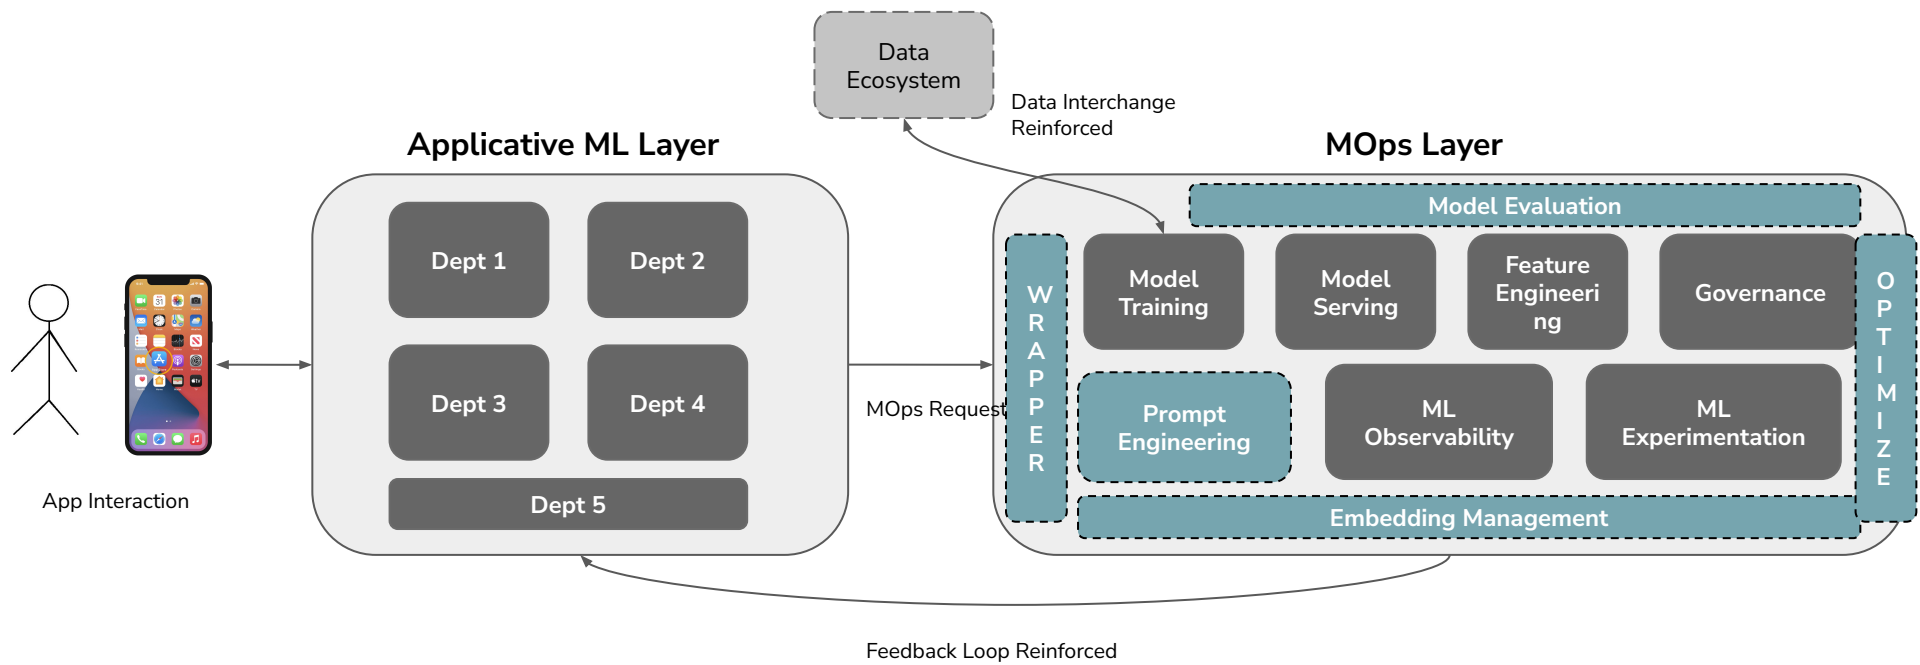 Data
Ecosystem
Data Interchange
Reinforced
Applicative ML Layer
MOps Layer
Dept 1
Dept 2
Dept 3
Dept 4
Dept 5
App Interaction
MOps Request
WRAPPER
Model Evaluation
Model
Training
Model
Serving
Feature
Engineeri
ng
Governance
Prompt
Engineering
ML
Observability
ML
Experimentation
Embedding Management
OPTIMIZE
Feedback Loop Reinforced